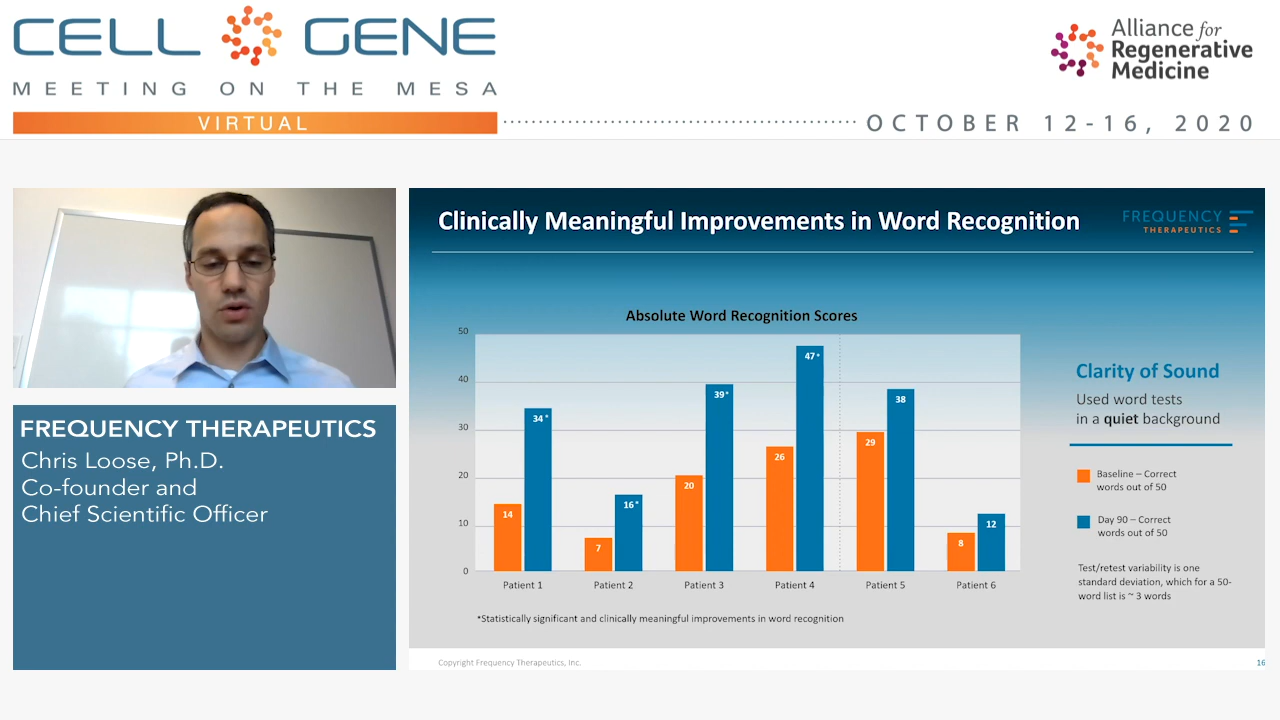 CELL GENE
MEETING ON THE MESA
VIRTUAL
Alliance for
Regenerative
Medicine
OCTOBER 12-16, 2020
FREQUENCY THERAPEUTICS
Chris Loose, Ph.D.
Co-founder and
Chief Scientific Officer
Clinically Meaningful Improvements in Word Recognition
FREQUENCY
THERAPEUTICS
Absolute Word Recognition Scores
50
40
30
20
10
0
14
34*
7
16*
20
39*
26
47*
29
38
8
12
Patient 1
Patient 2
Patient 3
Patient 4
Patient 5
Patient 6
*Statistically significant and clinically meaningful improvements in word recognition
Clarity of Sound
Used word tests
in a quiet background
Baseline – Correct
words out of 50
Day 90 – Correct
words out of 50
Test/retest variability is one
standard deviation, which for a 50-
word list is ~ 3 words
Copyright Frequency Therapeutics, Inc.
16